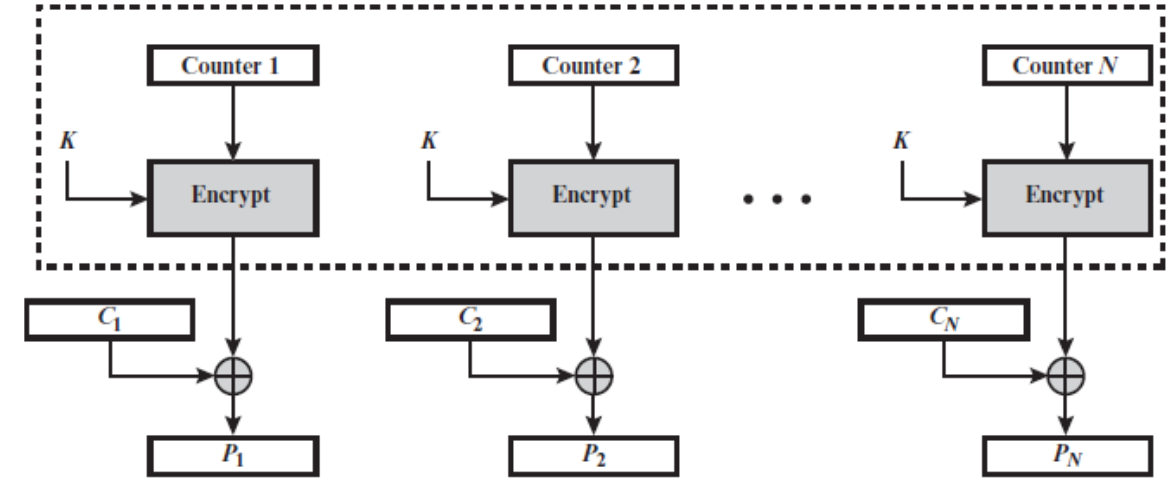 Counter 1 Counter 2 Counter N
K K K
Encrypt Encrypt Encrypt
C1 C2 CN
P1 P2 PN